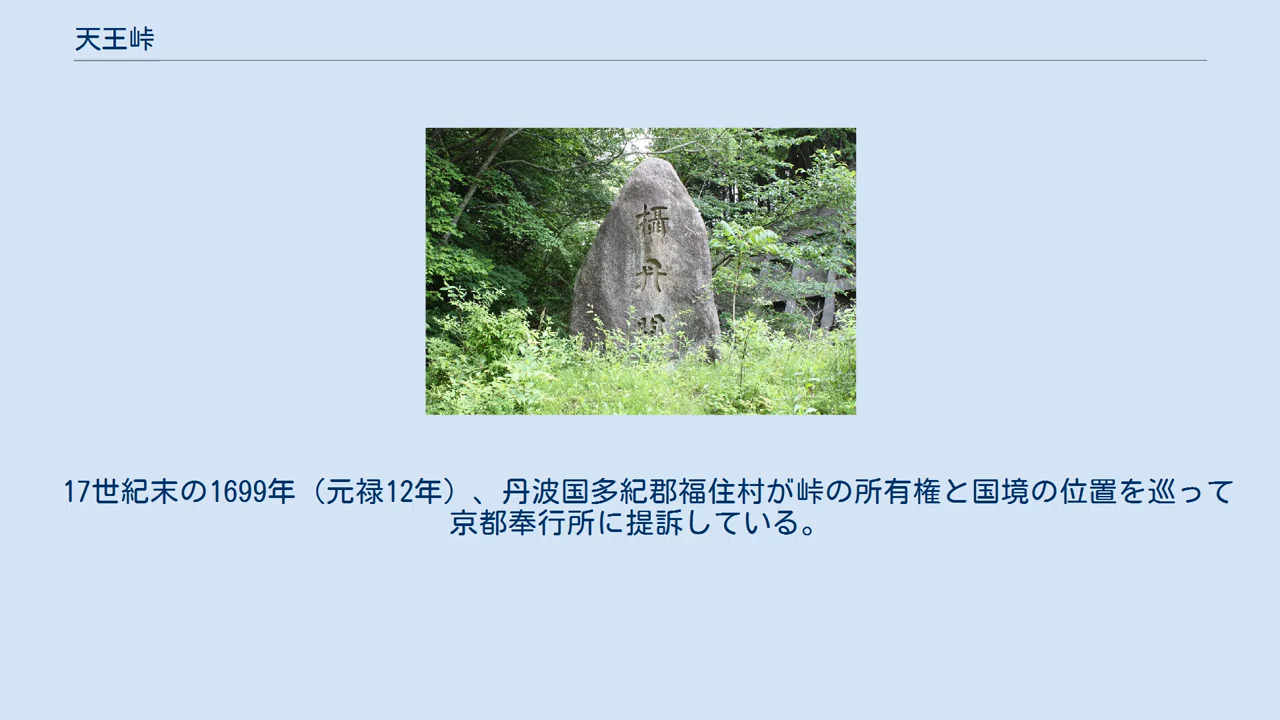 天王峠
攝
丹
17世紀末の1699年（元禄12年）、丹波国多紀郡福住村が峠の所有権と国境の位置を巡って
京都奉行所に提訴している。